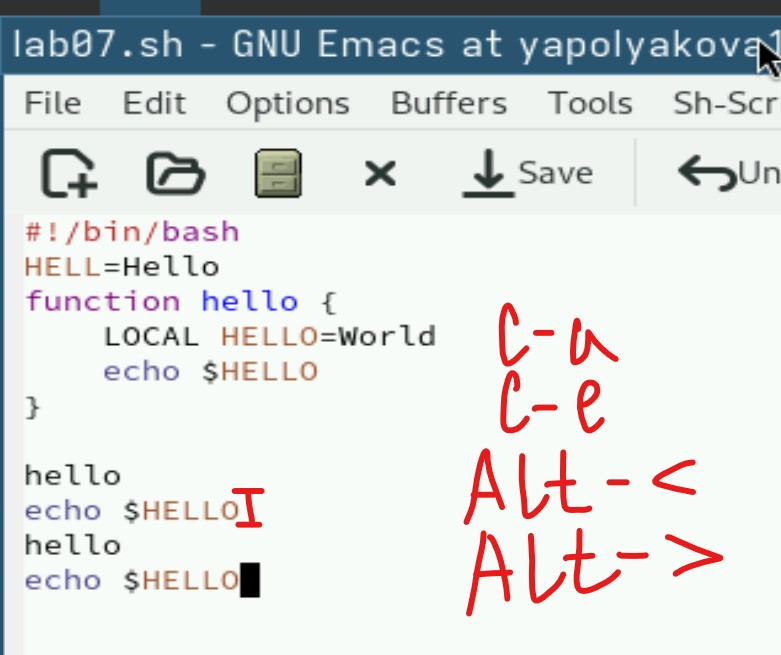 lab07.sh - GNU Emacs at yapolyakova
File Edit Options Buffers Tools Sh-Scr
Save Un
#!/bin/bash
HELL=Hello
function hello {
    LOCAL HELLO=World
    echo $HELLO
}
hello
echo $HELLO
hello
echo $HELLO
C-a
C-e
Alt-<
Alt->